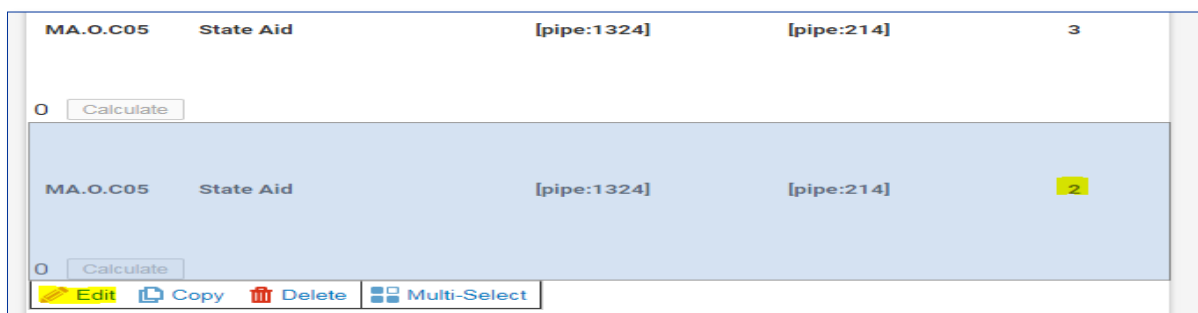 MA.O.C05 State Aid [pipe:1324] [pipe:214] 3
0 Calculate
MA.O.C05 State Aid [pipe:1324] [pipe:214] 2
0 Calculate
Edit Copy Delete Multi-Select